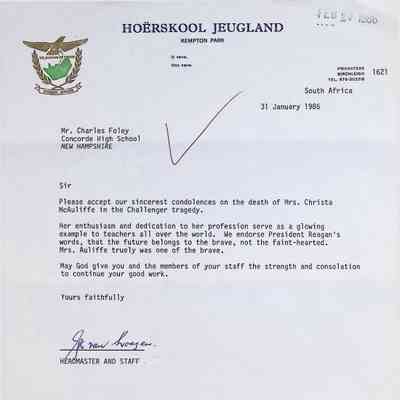 FEB 27 1986
HOËRSKOOL JEUGLAND
KEMPTON PARK
PRIVAATSAK
BIRCHLEIGH 1621
South Africa
31 January 1986
Mr. Charles Foley
Concorde High School
NEW HAMPSHIRE
Sir
Please accept our sincerest condolences on the death of Mrs. Christa
McAuliffe in the Challenger tragedy.
Her enthusiasm and dedication to her profession serve as a glowing
example to teachers all over the world. We endorse President Reagan's
words, that the future belongs to the brave, not the faint-hearted.
Mrs. Auliffe truely was one of the brave.
May God give you and the members of your staff the strength and consolation
to continue your good work.
Yours faithfully
HEADMASTER AND STAFF